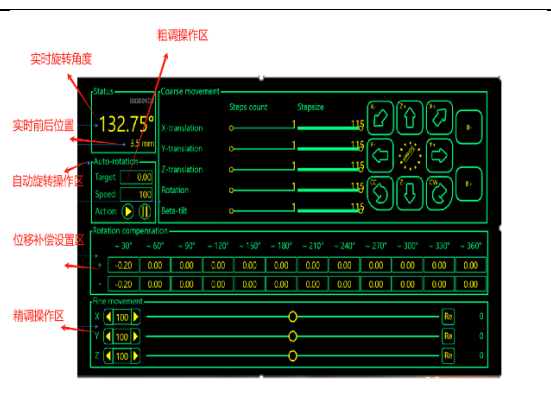 粗调操作区
实时旋转角度
实时前后位置
自动旋转操作区
位移补偿设置区
精调操作区
Status
132.75°
3.5 mm
Auto-rotation
Target 0.00
Speed 100
Action
Coarse movement
Steps count Stepsize
X-translation 1 115
Y-translation 1 115
Z-translation 1 115
Rotation 1 115
Beta-tilt 1 115
X- Z+ X+
Y- Y+
CC Z- CW
B-
B+
Rotation compensation
~ 30° ~ 60° ~ 90° ~ 120° ~ 150° ~ 180° ~ 210° ~ 240° ~ 270° ~ 300° ~ 330° ~ 360°
+ -0.20 0.00 0.00 0.00 0.00 0.00 0.00 0.00 0.00 0.00 0.00 0.00
- -0.20 0.00 0.00 0.00 0.00 0.00 0.00 0.00 0.00 0.00 0.00 0.00
Fine movement
X 100 Re 0
Y 100 Re 0
Z 100 Re 0